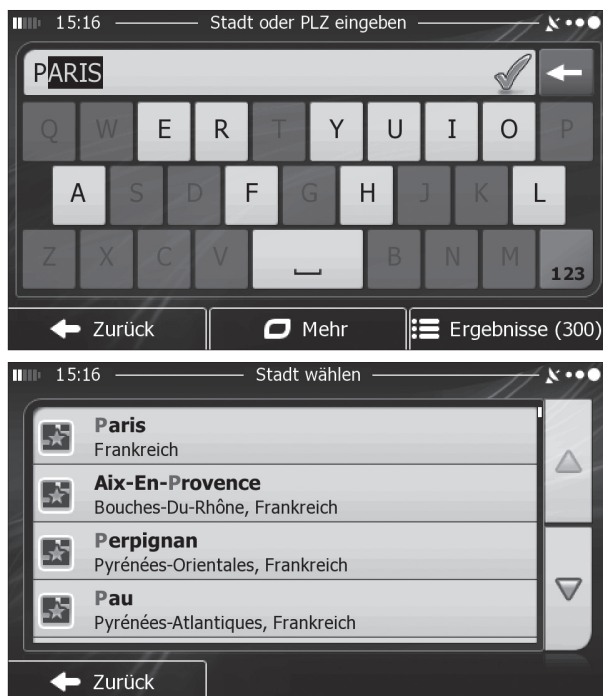 15:16 Stadt oder PLZ eingeben
PARIS
Q W E R T Y U I O P
A S D F G H J K L
Z X C V B N M 123
Zurück Mehr Ergebnisse (300)
15:16 Stadt wählen
Paris
Frankreich
Aix-En-Provence
Bouches-Du-Rhône, Frankreich
Perpignan
Pyrénées-Orientales, Frankreich
Pau
Pyrénées-Atlantiques, Frankreich
Zurück